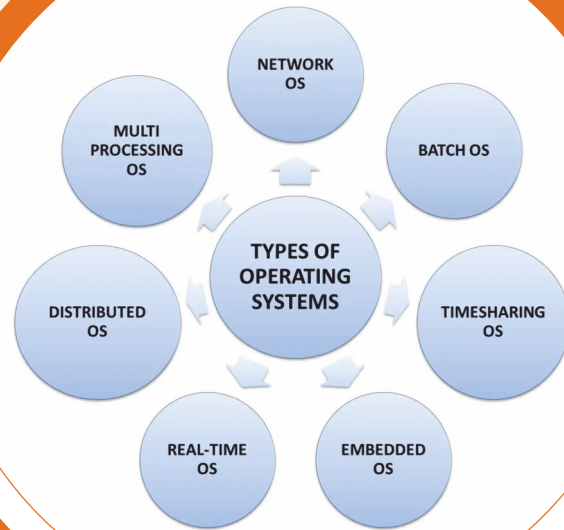 NETWORK
OS
MULTI
PROCESSING
OS
BATCH OS
TYPES OF
OPERATING
SYSTEMS
DISTRIBUTED
OS
TIMESHARING
OS
REAL-TIME
OS
EMBEDDED
OS